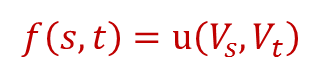 f(s,t) = u(V_s,V_t)